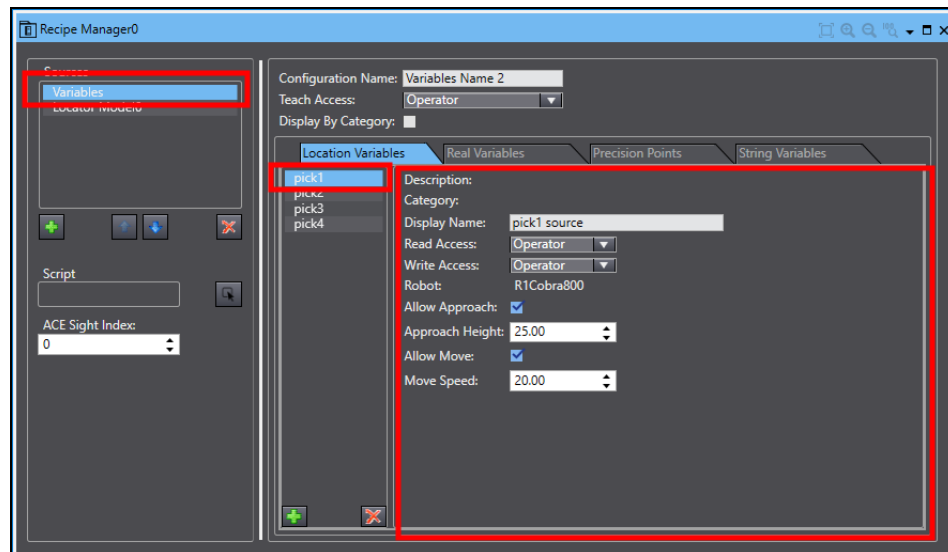 Recipe Manager0
Sources
Variables
Locator Model0
Script
ACE Sight Index:
0
Configuration Name: Variables Name 2
Teach Access: Operator
Display By Category:
Location Variables Real Variables Precision Points String Variables
pick1
pick2
pick3
pick4
Description:
Category:
Display Name: pick1 source
Read Access: Operator
Write Access: Operator
Robot: R1Cobra800
Allow Approach:
Approach Height: 25.00
Allow Move:
Move Speed: 20.00